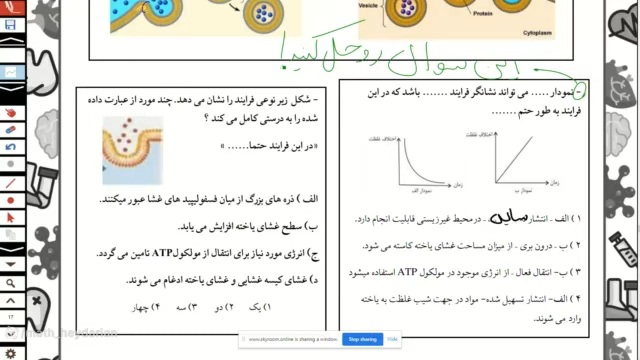 Vesicle
Protein
Cytoplasm
این سوال رو حل کنید!
- نمودار ..... می تواند نشانگر فرایند ....... باشد که در این
فرایند به طور حتم .......
اختلاف غلظت
زمان
نمودار الف
اختلاف غلظت
زمان
نمودار ب
۱ ) الف - انتشار ساده - در محیط غیرزیستی قابلیت انجام دارد.
۲ ) ب - درون بری - از میزان مساحت غشای یاخته کاسته می شود.
۳ ) ب- انتقال فعال - از انرژی موجود در مولکول ATP استفاده میشود
۴ ) الف- انتشار تسهیل شده- مواد در جهت شیب غلظت به یاخته
وارد می شوند.
- شکل زیر نوعی فرایند را نشان می دهد. چند مورد از عبارت داده
شده را به درستی کامل می کند ؟
«در این فرایند حتما...... »
الف ) ذره های بزرگ از میان فسفولیپید های غشا عبور میکنند.
ب) سطح غشای یاخته افزایش می یابد.
ج) انرژی مورد نیاز برای انتقال از مولکول ATP تامین می گردد.
د) غشای کیسه غشایی و غشای یاخته ادغام می شوند.
۱) یک ۲) دو ۳) سه ۴) چهار
www.skyroom.online is sharing a window.
Stop sharing
17